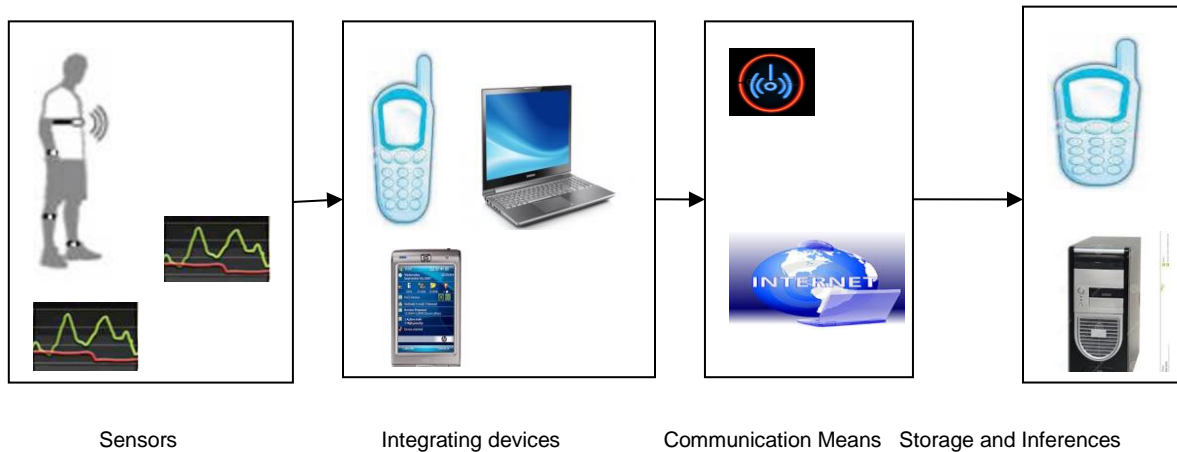 INTERNET
Sensors
Integrating devices
Communication Means
Storage and Inferences